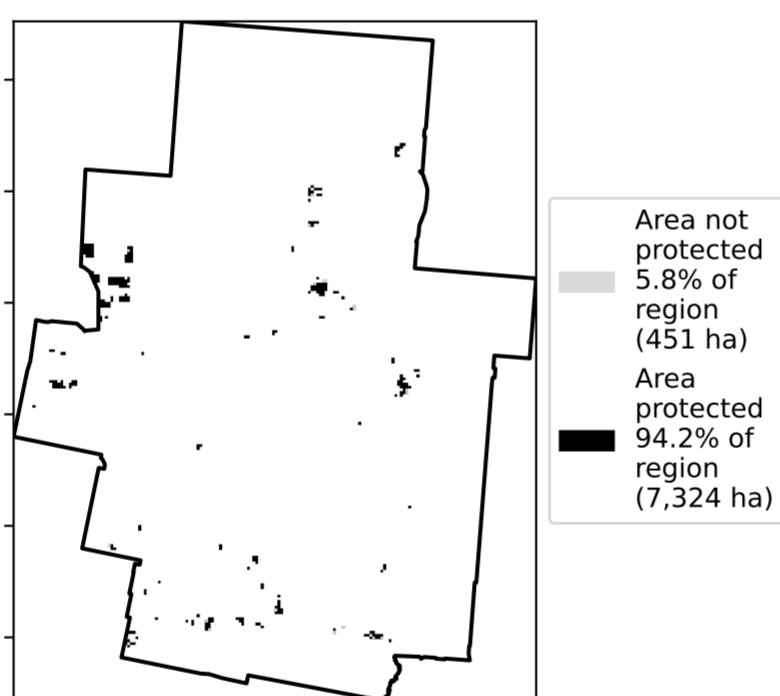 Area not
protected
5.8% of
region
(451 ha)
Area
protected
94.2% of
region
(7,324 ha)